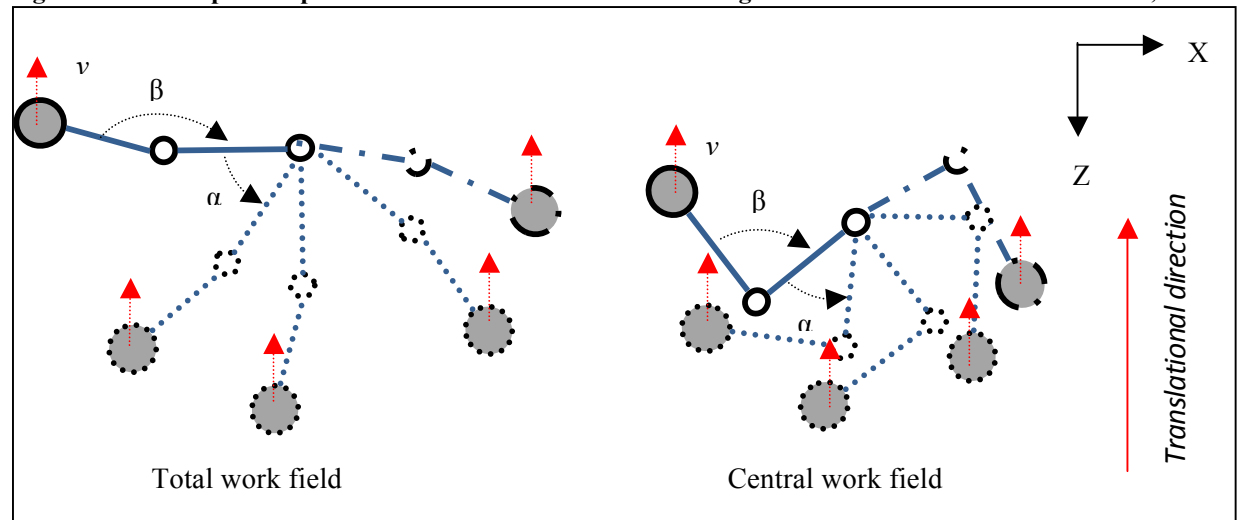 v
β
α
Total work field
v
β
α
Central work field
X
Z
Translational direction